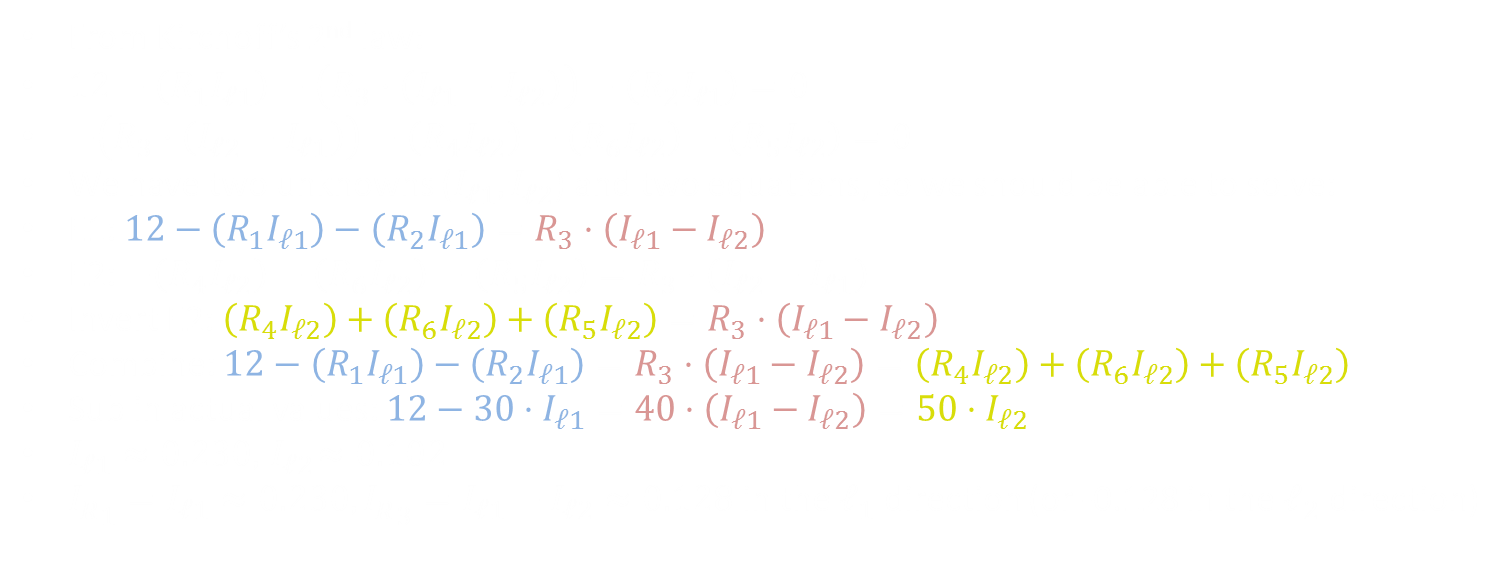 12 − (R₁I_ℓ₁) − (R₂I_ℓ₁) R₃ · (I_ℓ₁ − I_ℓ₂)
(R₄I_ℓ₂) + (R₆I_ℓ₂) + (R₅I_ℓ₂) R₃ · (I_ℓ₁ − I_ℓ₂)
12 − (R₁I_ℓ₁) − (R₂I_ℓ₁) R₃ · (I_ℓ₁ − I_ℓ₂) (R₄I_ℓ₂) + (R₆I_ℓ₂) + (R₅I_ℓ₂)
12 − 30 · I_ℓ₁ 40 · (I_ℓ₁ − I_ℓ₂) 50 · I_ℓ₂